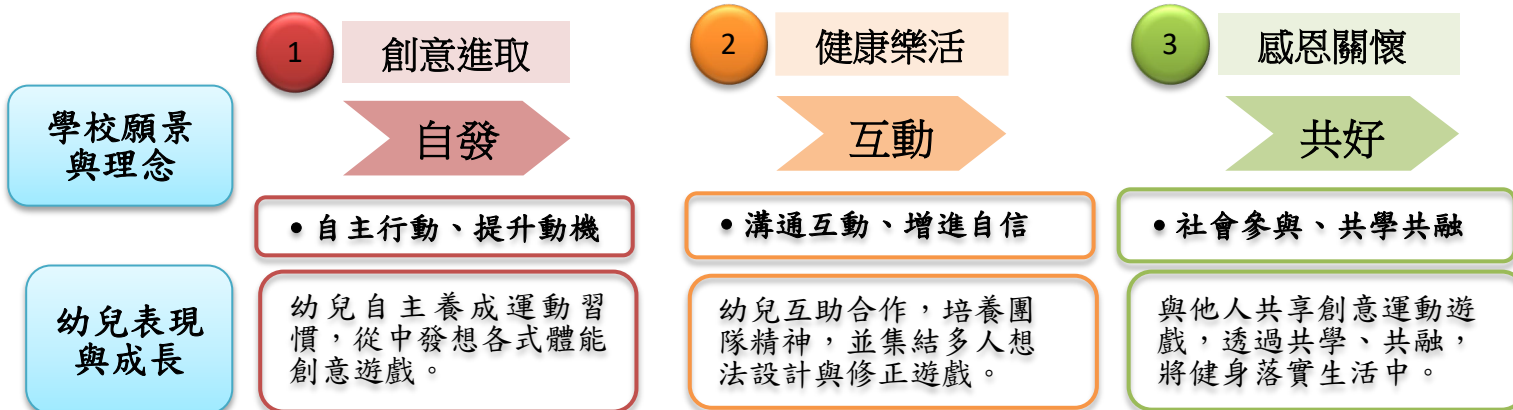 1
創意進取
2
健康樂活
3
感恩關懷
學校願景
與理念
自發
互動
共好
• 自主行動、提升動機
• 溝通互動、增進自信
• 社會參與、共學共融
幼兒表現
與成長
幼兒自主養成運動習
慣，從中發想各式體能
創意遊戲。
幼兒互助合作，培養團
隊精神，並集結多人想
法設計與修正遊戲。
與他人共享創意運動遊
戲，透過共學、共融，
將健身落實生活中。